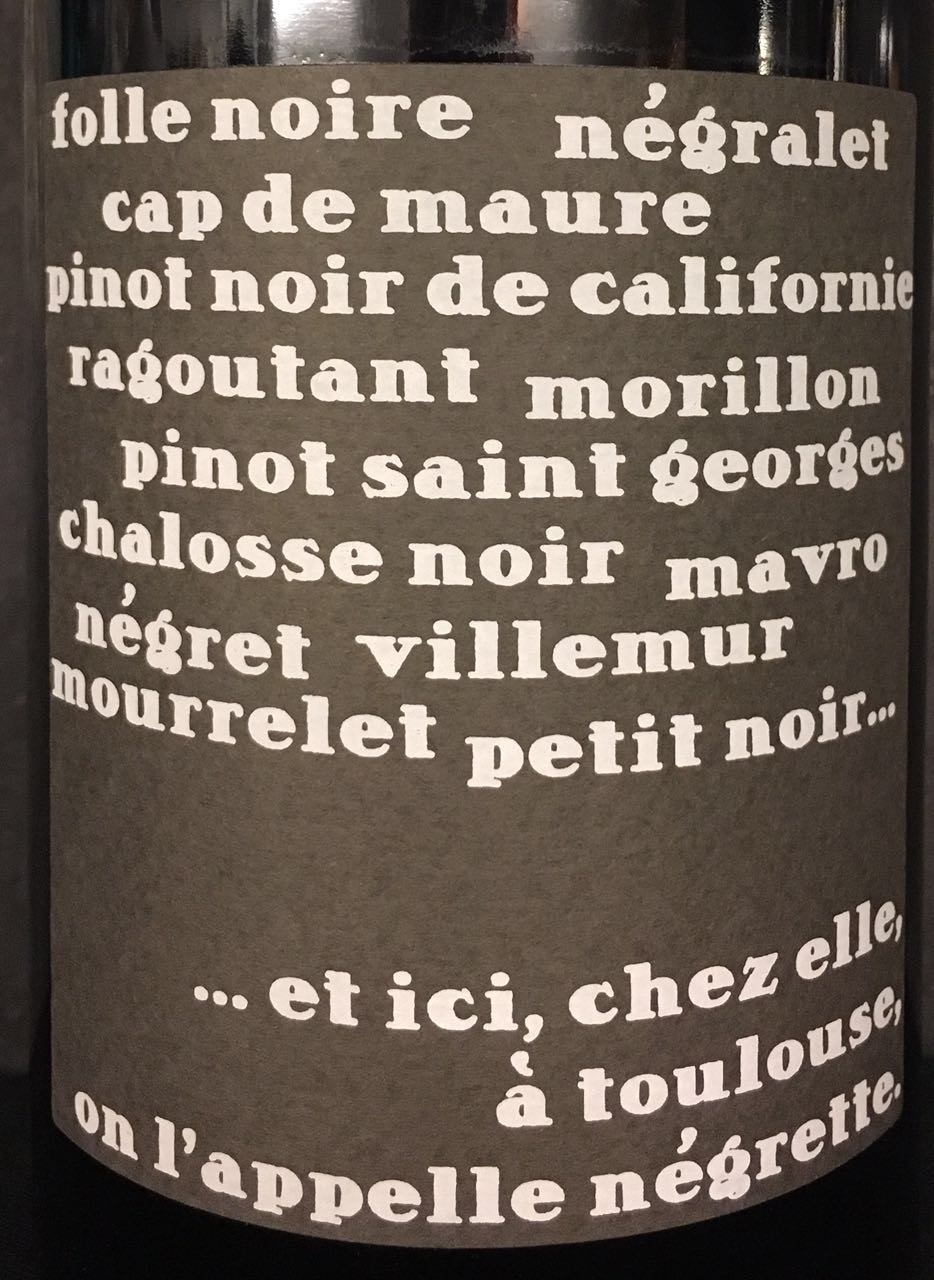 folle noire négralet
cap de maure
pinot noir de californie
ragoutant morillon
pinot saint georges
chalosse noir mavro
négret villemur
mourrelet petit noir...
... et ici, chez elle,
à toulouse,
on l'appelle négrette.